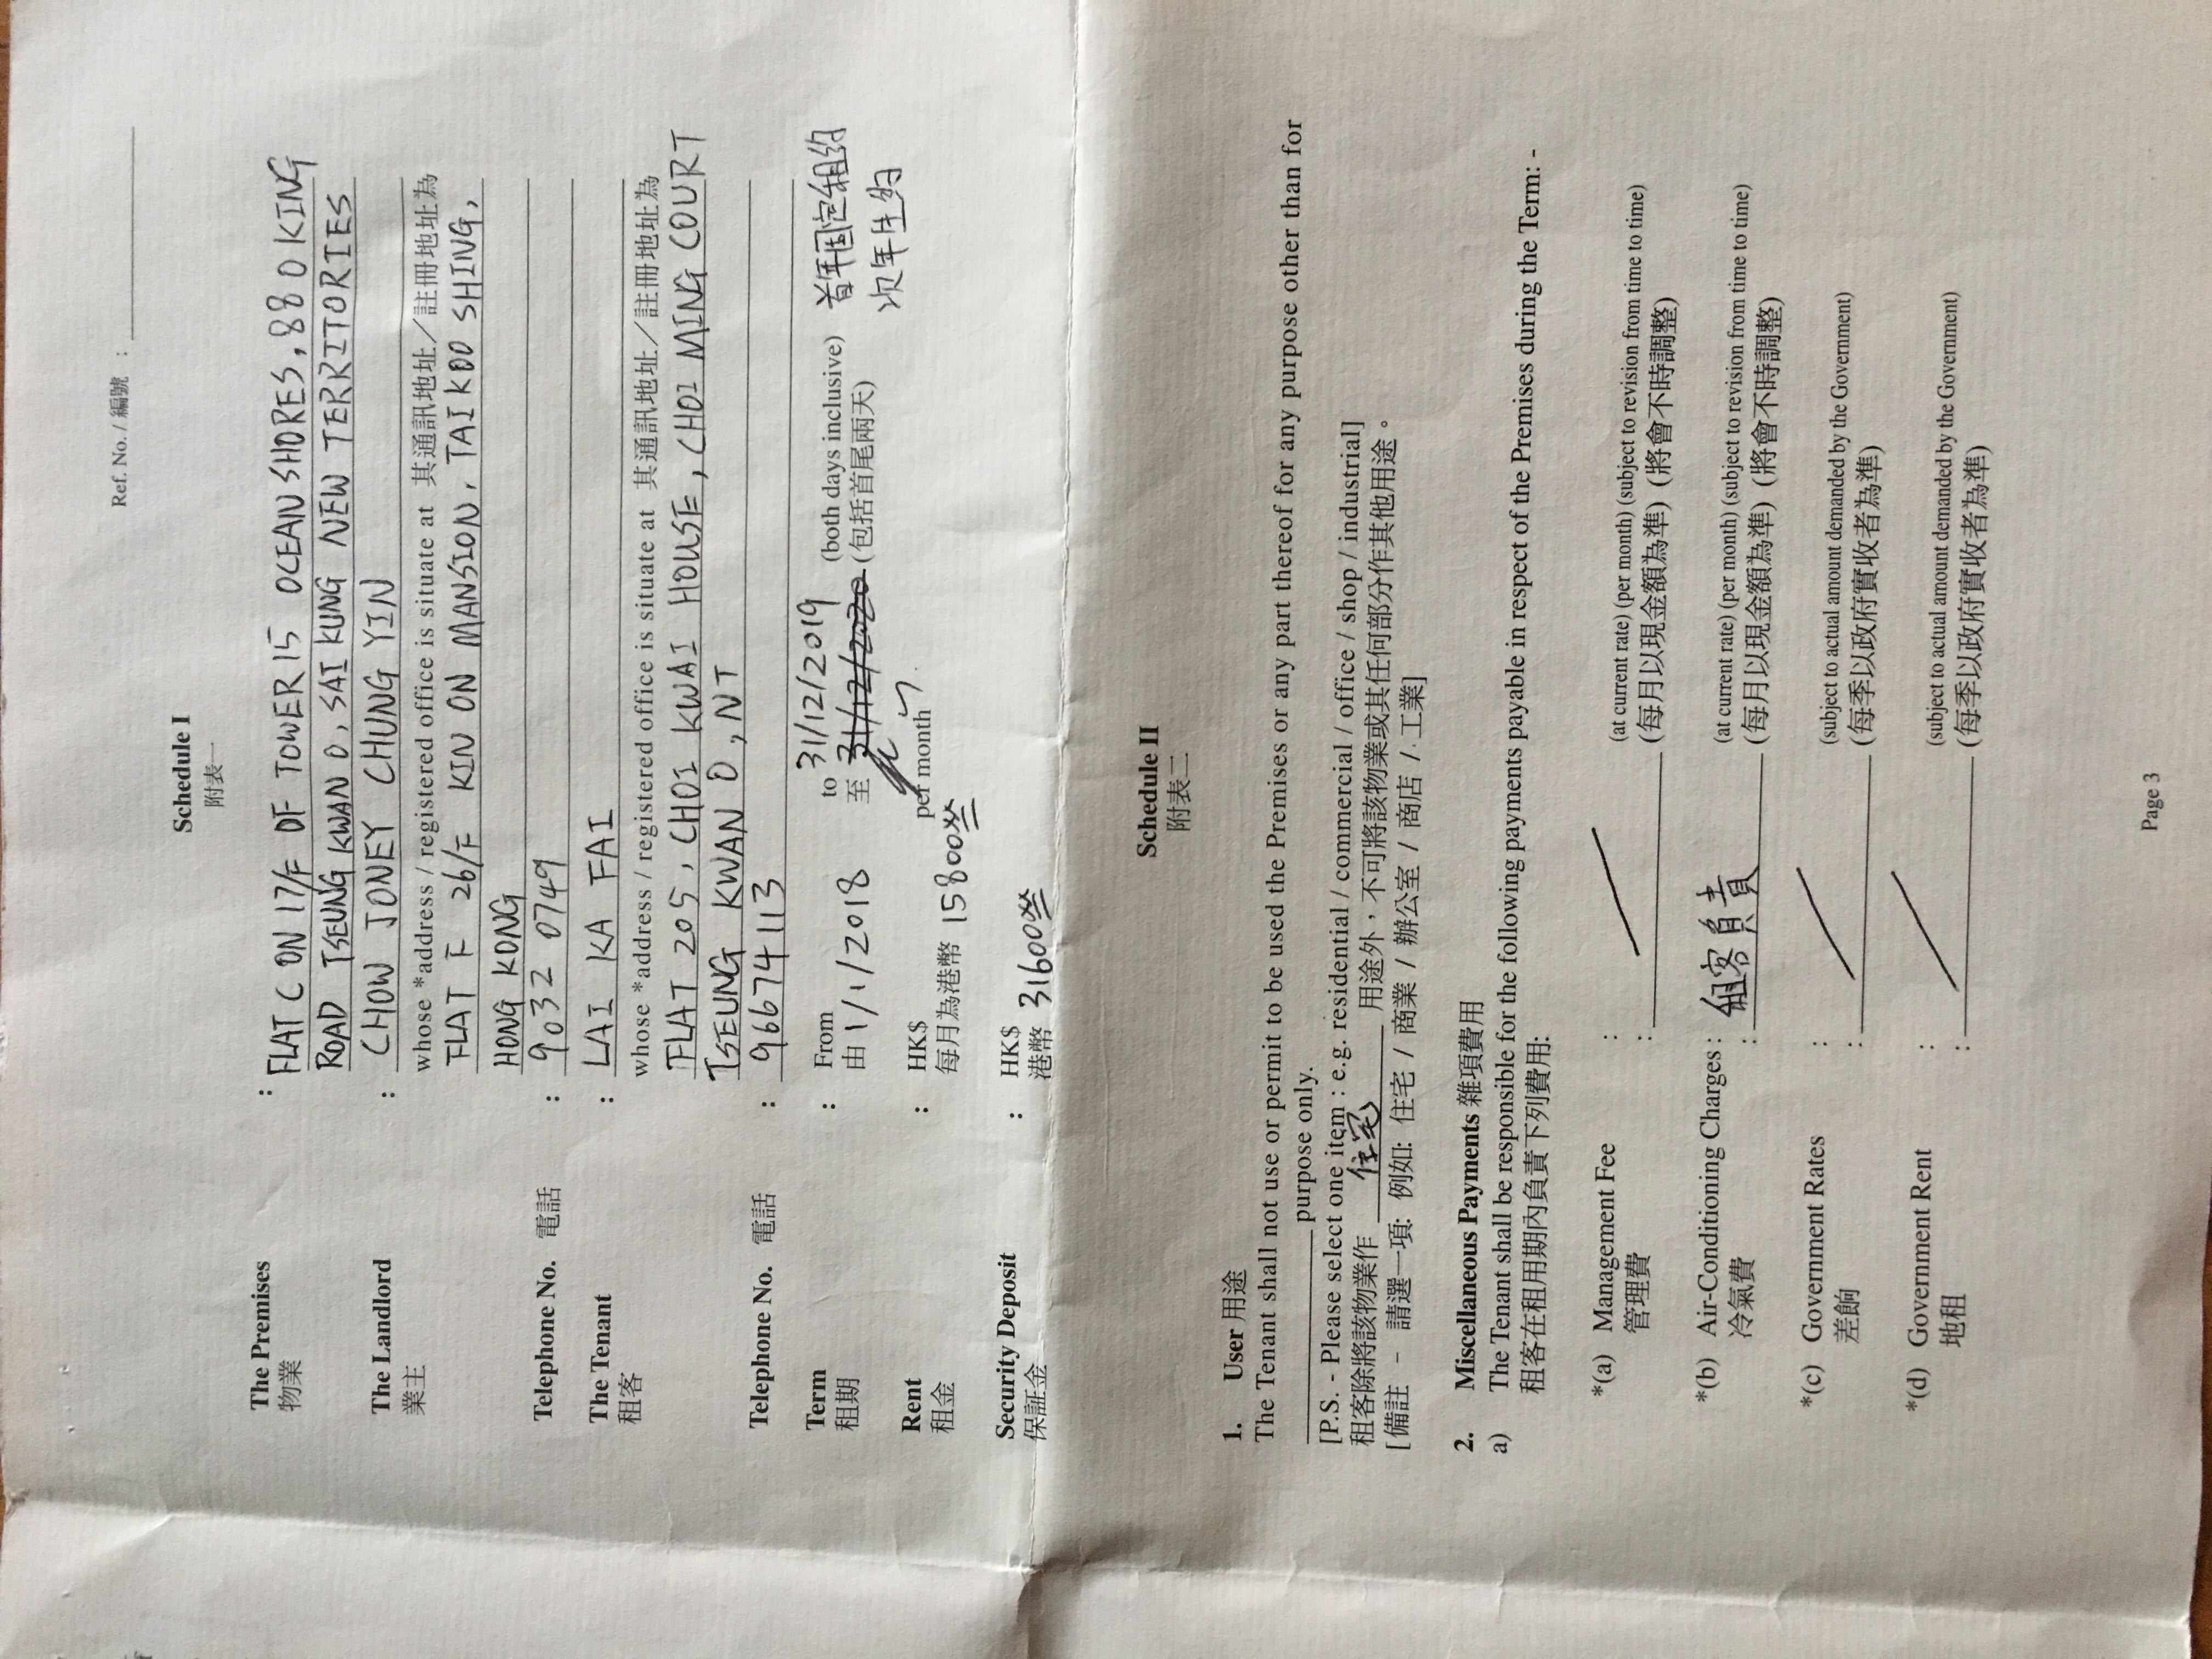 Ref. No. / 編號 :
Schedule I
附表一
The Premises : FLAT C ON 17/F OF TOWER 15 OCEAN SHORES, 88 O KING
物業 ROAD TSEUNG KWAN O, SAI KUNG NEW TERRITORIES
The Landlord : CHOW JONEY CHUNG YIN
業主 whose *address / registered office is situate at 其通訊地址／註冊地址為
FLAT F 26/F KIN ON MANSION, TAI KOO SHING,
HONG KONG
Telephone No. 電話 : 9032 0749
The Tenant : LAI KA FAI
租客 whose *address / registered office is situate at 其通訊地址／註冊地址為
FLAT 205, CHOI KWAI HOUSE, CHOI MING COURT
TSEUNG KWAN O, NT
Telephone No. 電話 : 96674113
Term : From 1/1/2018 to 31/12/2019 (both days inclusive) 首年固定租約
租期 由 至 31/12/2020 (包括首尾兩天) 次年生約
Rent : HK$ per month
租金 每月為港幣 15800
Security Deposit : HK$
保証金 港幣 31600
Schedule II
附表二
1. User 用途
The Tenant shall not use or permit to be used the Premises or any part thereof for any purpose other than for
purpose only.
[P.S. - Please select one item : e.g. residential / commercial / office / shop / industrial]
租客除將該物業作 住宅 用途外，不可將該物業或其任何部分作其他用途。
[備註 - 請選一項: 例如: 住宅 / 商業 / 辦公室 / 商店 / 工業]
2. Miscellaneous Payments 雜項費用
a) The Tenant shall be responsible for the following payments payable in respect of the Premises during the Term: -
租客在租用期內負責下列費用:
*(a) Management Fee : (at current rate) (per month) (subject to revision from time to time)
管理費 : (每月以現金額為準) (將會不時調整)
*(b) Air-Conditioning Charges : 租客負責 (at current rate) (per month) (subject to revision from time to time)
冷氣費 : (每月以現金額為準) (將會不時調整)
*(c) Government Rates : (subject to actual amount demanded by the Government)
差餉 : (每季以政府實收者為準)
*(d) Government Rent : (subject to actual amount demanded by the Government)
地租 : (每季以政府實收者為準)
Page 3